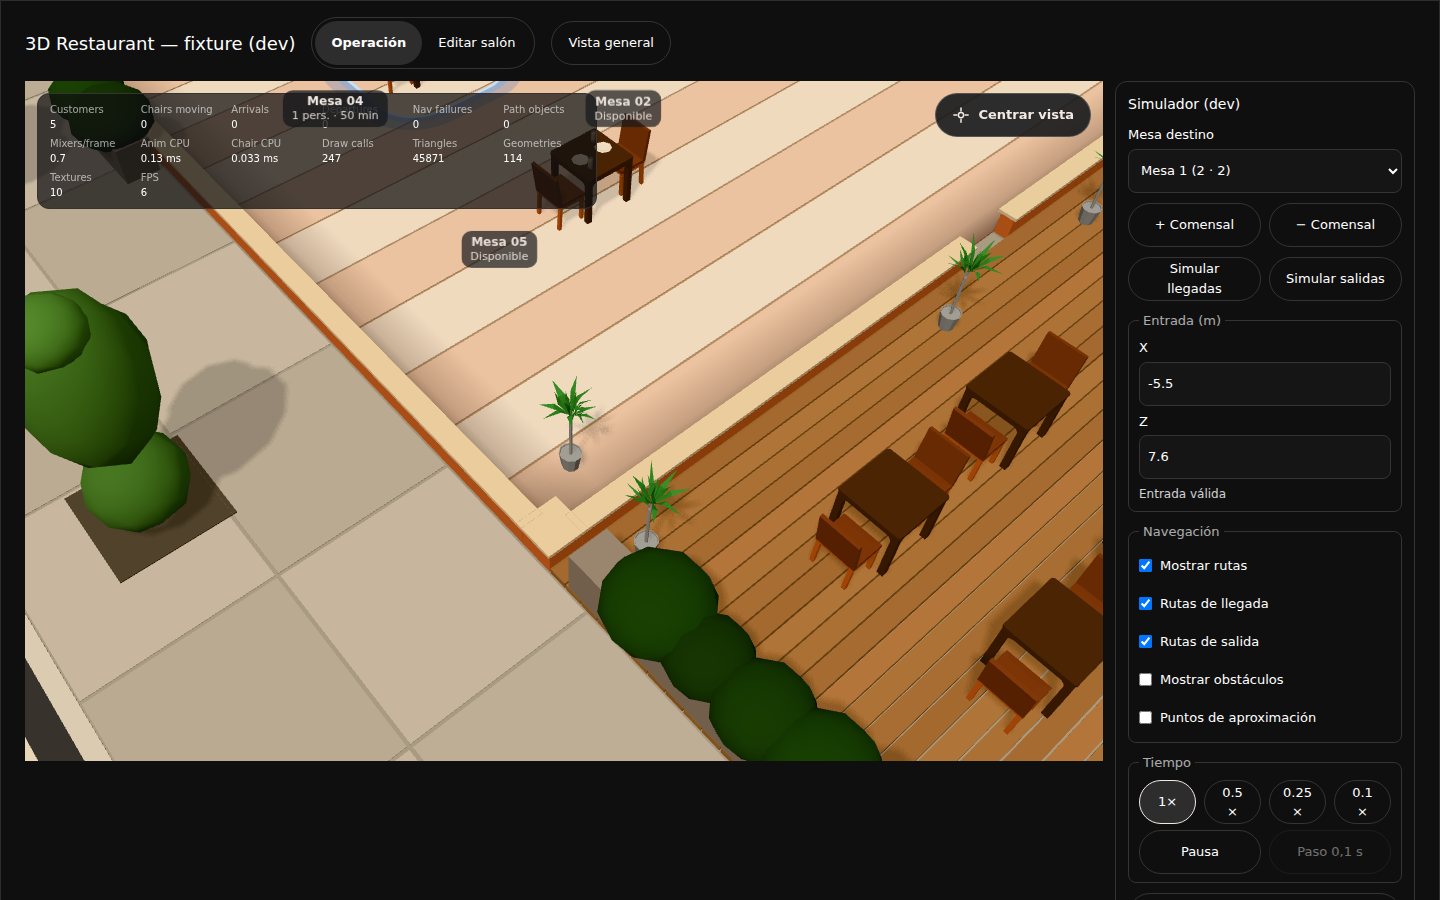 3D Restaurant — fixture (dev)
Operación
Editar salón
Vista general
Customers
Chairs moving
Arrivals
Nav failures
Path objects
5
0
0
0
0
Mixers/frame
Anim CPU
Chair CPU
Draw calls
Triangles
Geometries
0.7
0.13 ms
0.033 ms
247
45871
114
Textures
FPS
10
6
Mesa 04
1 pers. · 50 min
Mesa 02
Disponible
Mesa 05
Disponible
Centrar vista
Simulador (dev)
Mesa destino
Mesa 1 (2 · 2)
+ Comensal
− Comensal
Simular
llegadas
Simular salidas
Entrada (m)
X
-5.5
Z
7.6
Entrada válida
Navegación
Mostrar rutas
Rutas de llegada
Rutas de salida
Mostrar obstáculos
Puntos de aproximación
Tiempo
1×
0.5
×
0.25
×
0.1
×
Pausa
Paso 0,1 s